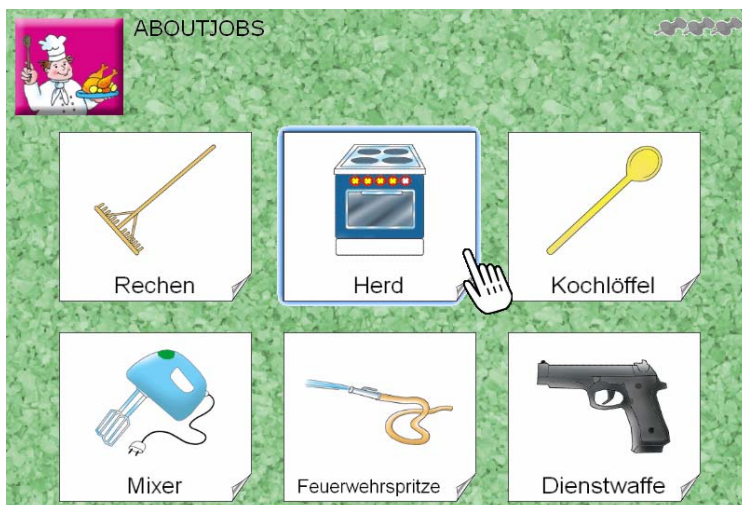 ABOUTJOBS
Rechen
Herd
Kochlöffel
Mixer
Feuerwehrspritze
Dienstwaffe